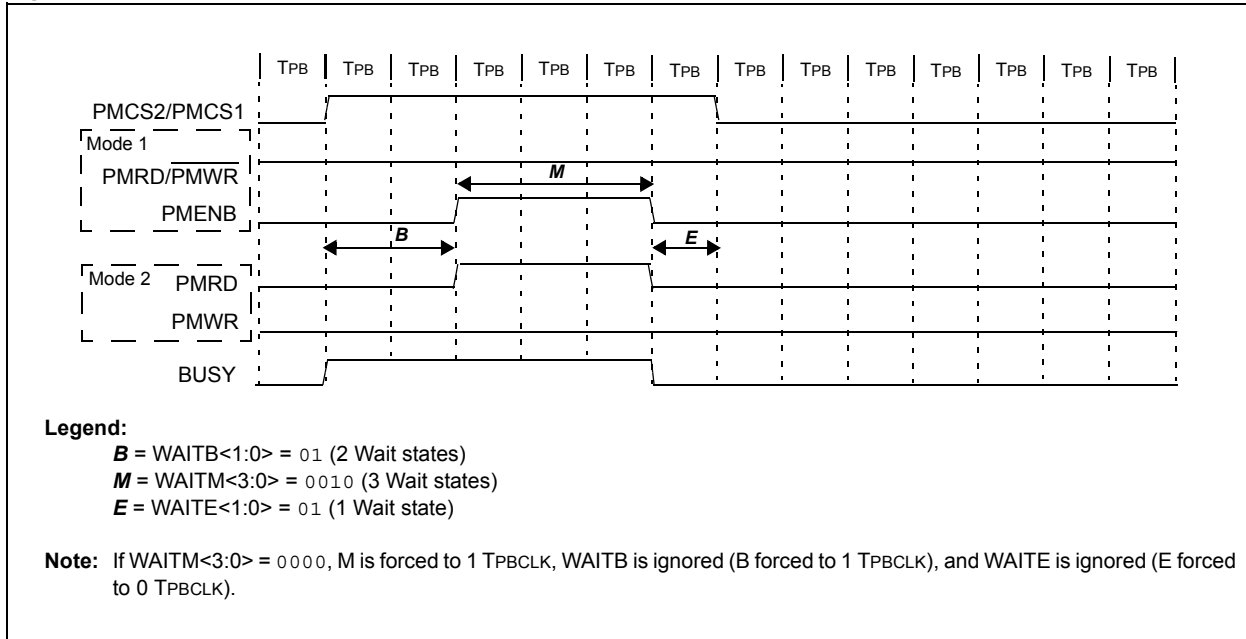 TPB TPB TPB TPB TPB TPB TPB TPB TPB TPB TPB TPB TPB TPB
PMCS2/PMCS1
Mode 1
PMRD/PMWR
M
PMENB
B
E
Mode 2
PMRD
PMWR
BUSY
Legend:
B = WAITB<1:0> = 01 (2 Wait states)
M = WAITM<3:0> = 0010 (3 Wait states)
E = WAITE<1:0> = 01 (1 Wait state)
Note: If WAITM<3:0> = 0000, M is forced to 1 TPBCLK, WAITB is ignored (B forced to 1 TPBCLK), and WAITE is ignored (E forced
to 0 TPBCLK).